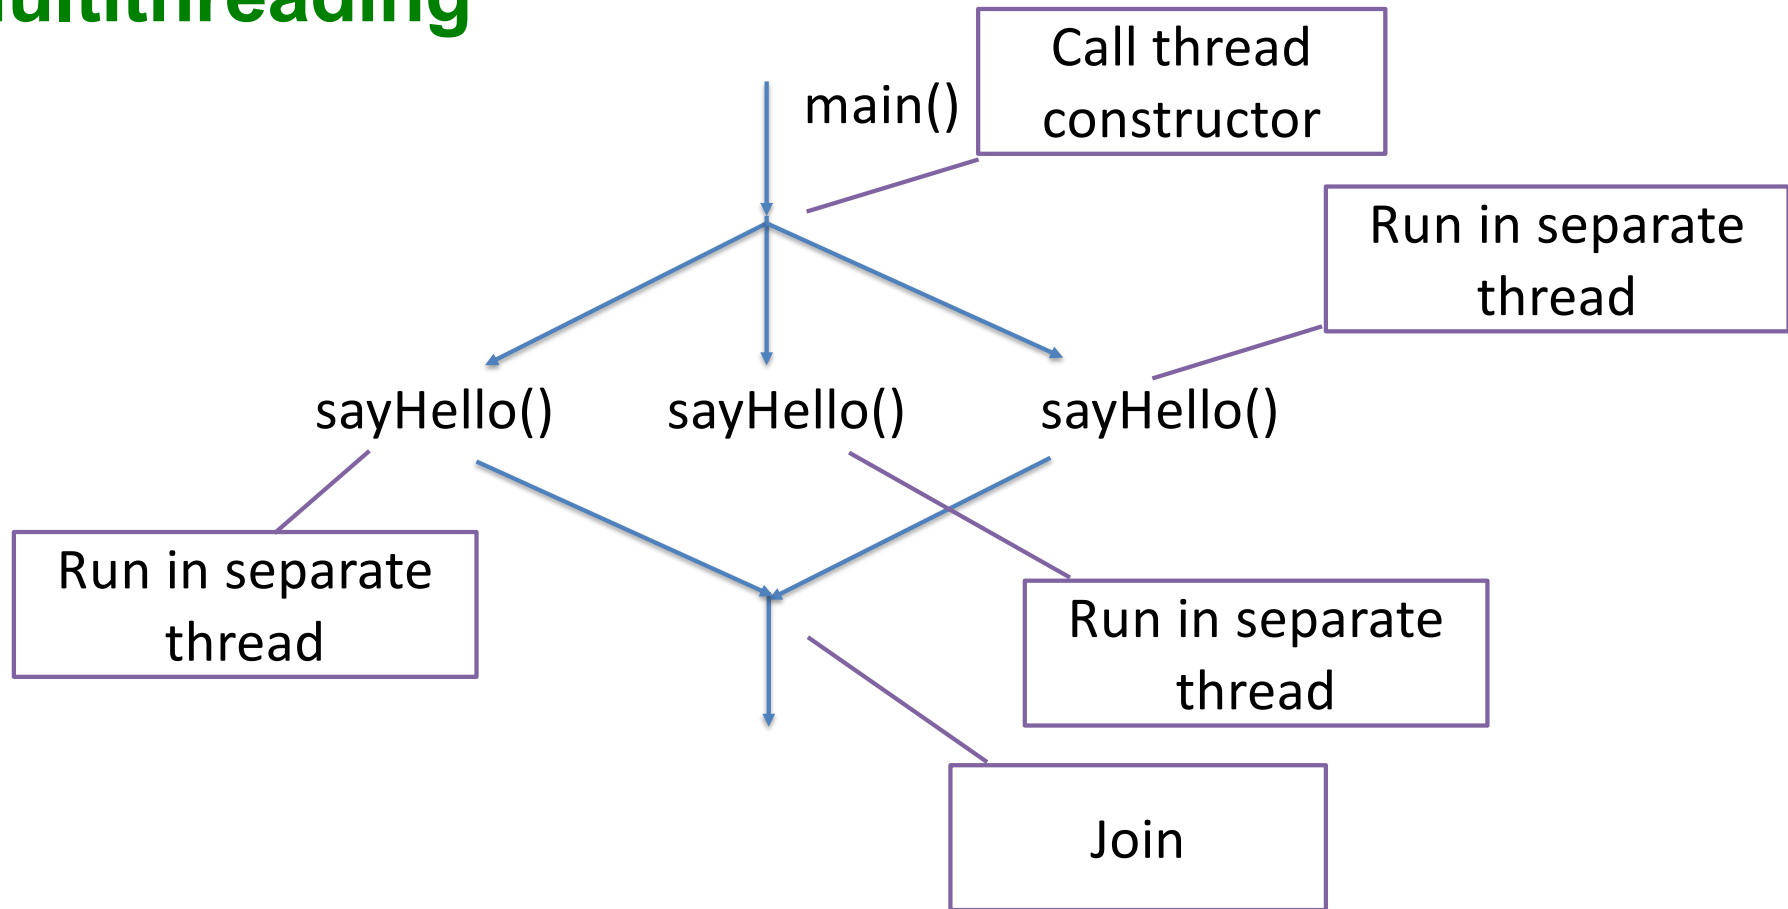 Multithreading
Call thread
constructor
main()
Run in separate
thread
sayHello() sayHello() sayHello()
Run in separate
thread
Run in separate
thread
Join